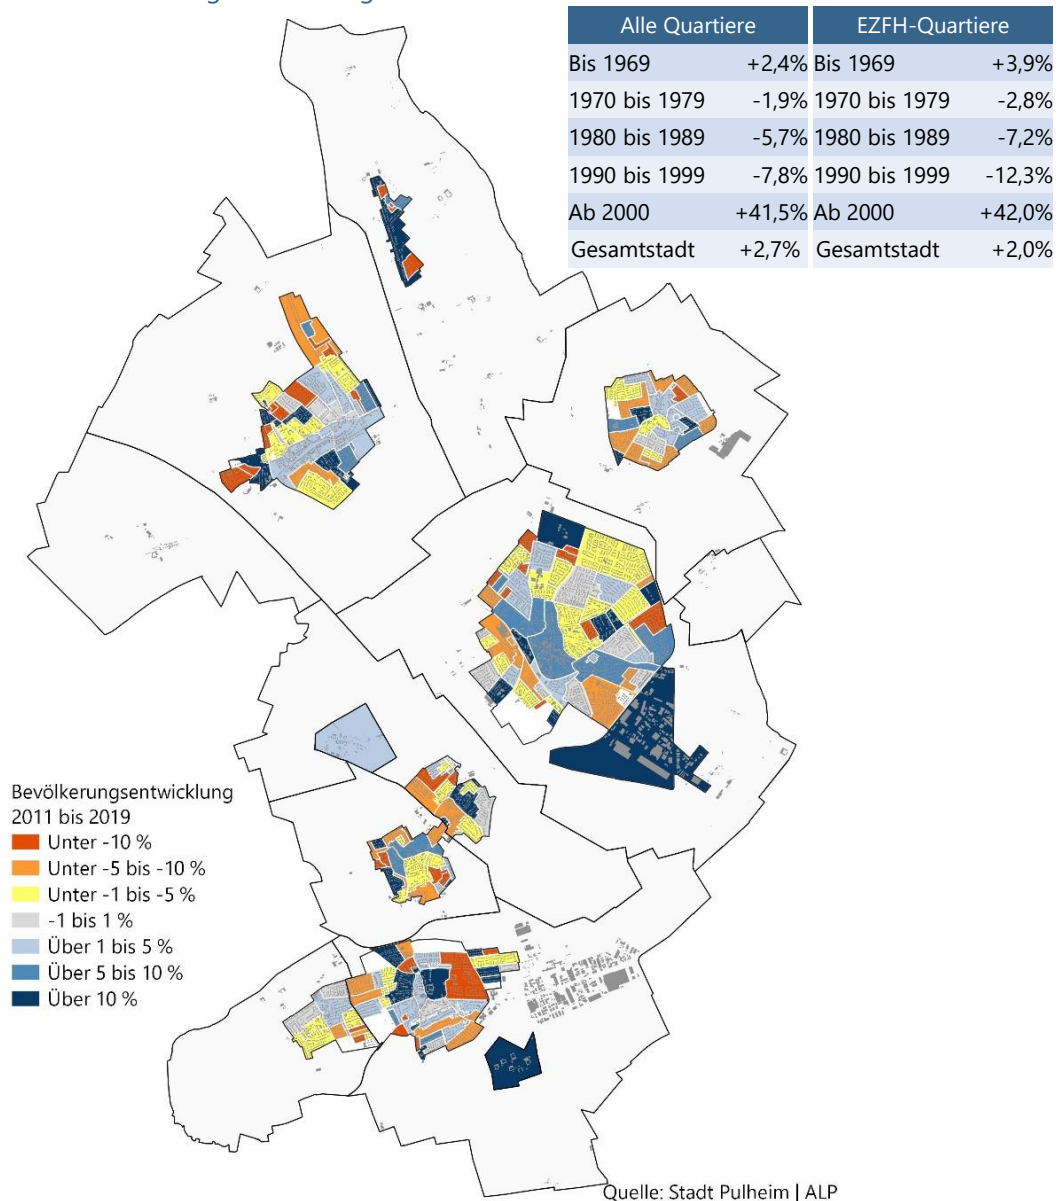 Alle Quartiere EZFH-Quartiere
Bis 1969 +2,4% Bis 1969 +3,9%
1970 bis 1979 -1,9% 1970 bis 1979 -2,8%
1980 bis 1989 -5,7% 1980 bis 1989 -7,2%
1990 bis 1999 -7,8% 1990 bis 1999 -12,3%
Ab 2000 +41,5% Ab 2000 +42,0%
Gesamtstadt +2,7% Gesamtstadt +2,0%
Bevölkerungsentwicklung
2011 bis 2019
Unter -10 %
Unter -5 bis -10 %
Unter -1 bis -5 %
-1 bis 1 %
Über 1 bis 5 %
Über 5 bis 10 %
Über 10 %
Quelle: Stadt Pulheim | ALP